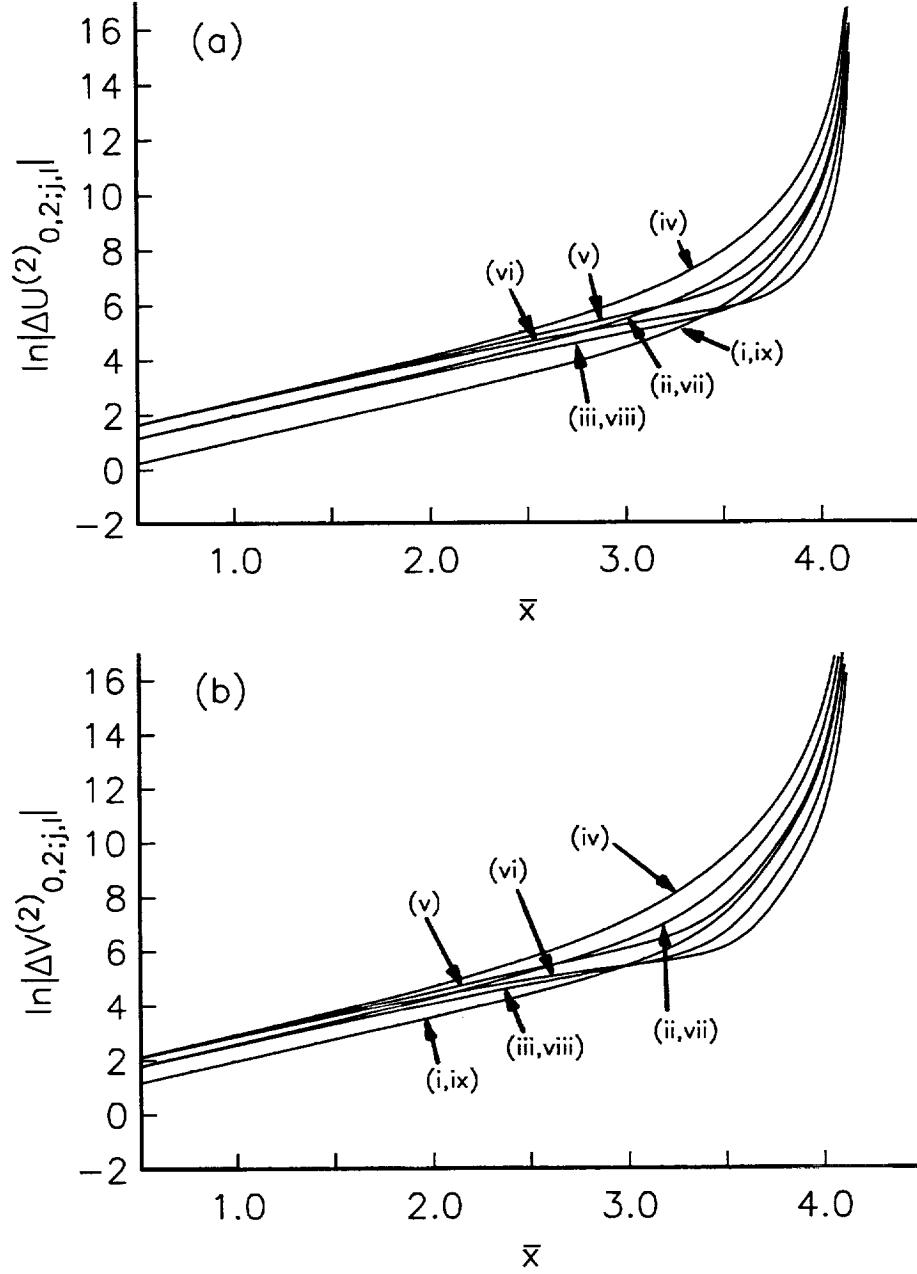 (a)
ln|ΔU^(2)_0,2;j,l|
16
14
12
10
8
6
4
2
0
−2
(iv)
(v)
(vi)
(i,ix)
(ii,vii)
(iii,viii)
1.0 2.0 3.0 4.0
x̄
(b)
ln|ΔV^(2)_0,2;j,l|
16
14
12
10
8
6
4
2
0
−2
(iv)
(vi)
(v)
(ii,vii)
(iii,viii)
(i,ix)
1.0 2.0 3.0 4.0
x̄